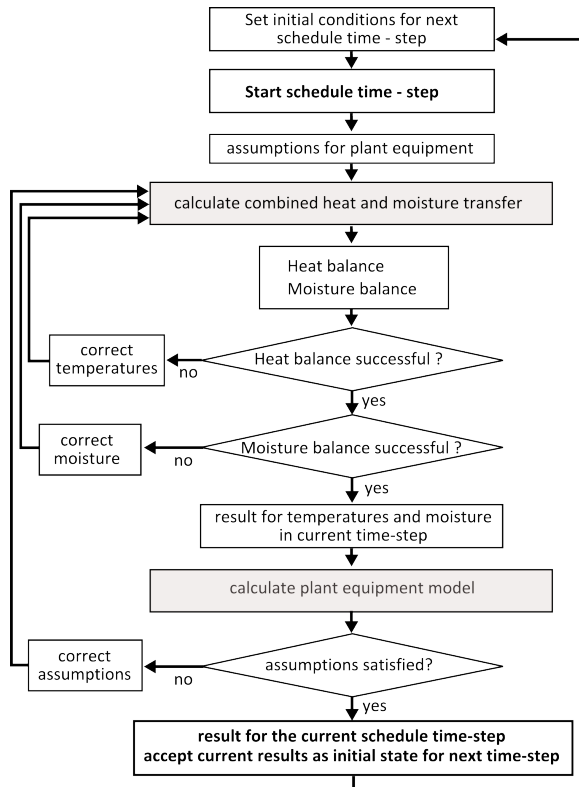 Set initial conditions for next
schedule time - step
Start schedule time - step
assumptions for plant equipment
calculate combined heat and moisture transfer
Heat balance
Moisture balance
Heat balance successful ?
correct
temperatures
no
yes
Moisture balance successful ?
correct
moisture
no
yes
result for temperatures and moisture
in current time-step
calculate plant equipment model
assumptions satisfied?
correct
assumptions
no
yes
result for the current schedule time-step
accept current results as initial state for next time-step